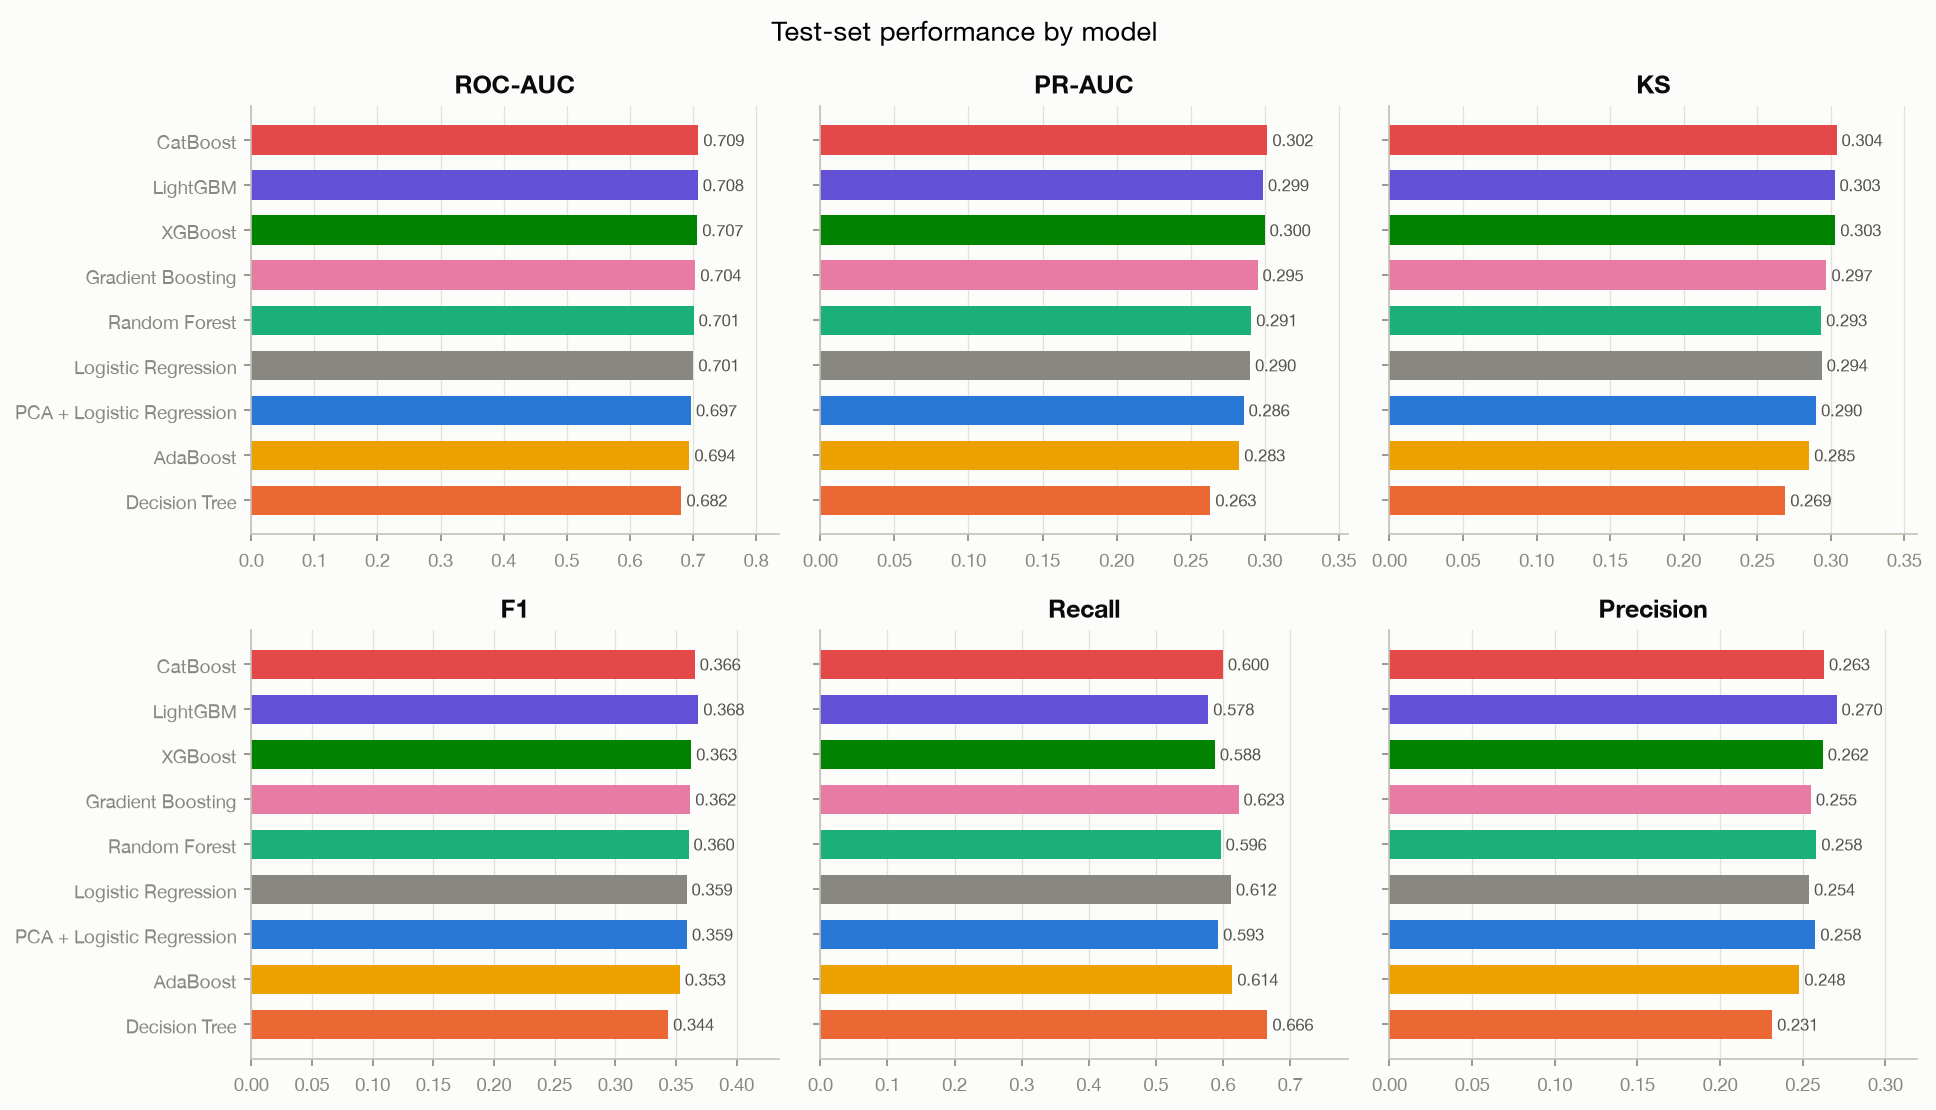 Test-set performance by model
ROC-AUC
CatBoost 0.709
LightGBM 0.708
XGBoost 0.707
Gradient Boosting 0.704
Random Forest 0.701
Logistic Regression 0.701
PCA + Logistic Regression 0.697
AdaBoost 0.694
Decision Tree 0.682
0.0 0.1 0.2 0.3 0.4 0.5 0.6 0.7 0.8
PR-AUC
0.302
0.299
0.300
0.295
0.291
0.290
0.286
0.283
0.263
0.00 0.05 0.10 0.15 0.20 0.25 0.30 0.35
KS
0.304
0.303
0.303
0.297
0.293
0.294
0.290
0.285
0.269
0.00 0.05 0.10 0.15 0.20 0.25 0.30 0.35
F1
CatBoost 0.366
LightGBM 0.368
XGBoost 0.363
Gradient Boosting 0.362
Random Forest 0.360
Logistic Regression 0.359
PCA + Logistic Regression 0.359
AdaBoost 0.353
Decision Tree 0.344
0.00 0.05 0.10 0.15 0.20 0.25 0.30 0.35 0.40
Recall
0.600
0.578
0.588
0.623
0.596
0.612
0.593
0.614
0.666
0.0 0.1 0.2 0.3 0.4 0.5 0.6 0.7
Precision
0.263
0.270
0.262
0.255
0.258
0.254
0.258
0.248
0.231
0.00 0.05 0.10 0.15 0.20 0.25 0.30